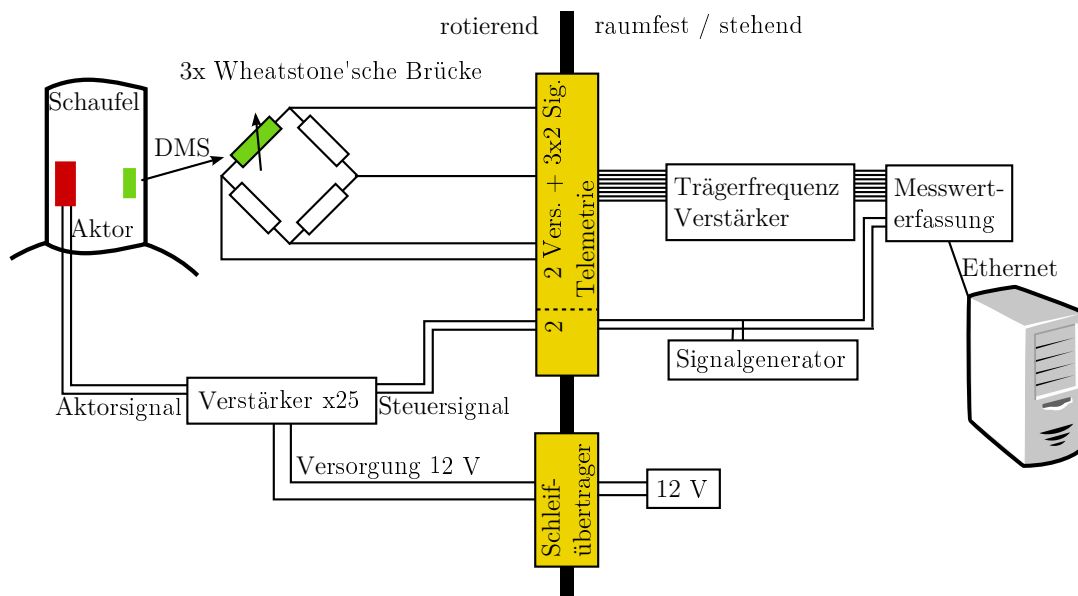 rotierend
raumfest / stehend
3x Wheatstone'sche Brücke
Schaufel
DMS
Aktor
2 Vers. + 3x2 Sig.
Telemetrie
2
Trägerfrequenz
Verstärker
Messwert-
erfassung
Ethernet
Signalgenerator
Aktorsignal
Verstärker x25
Steuersignal
Versorgung 12 V
Schleif-
übertrager
12 V